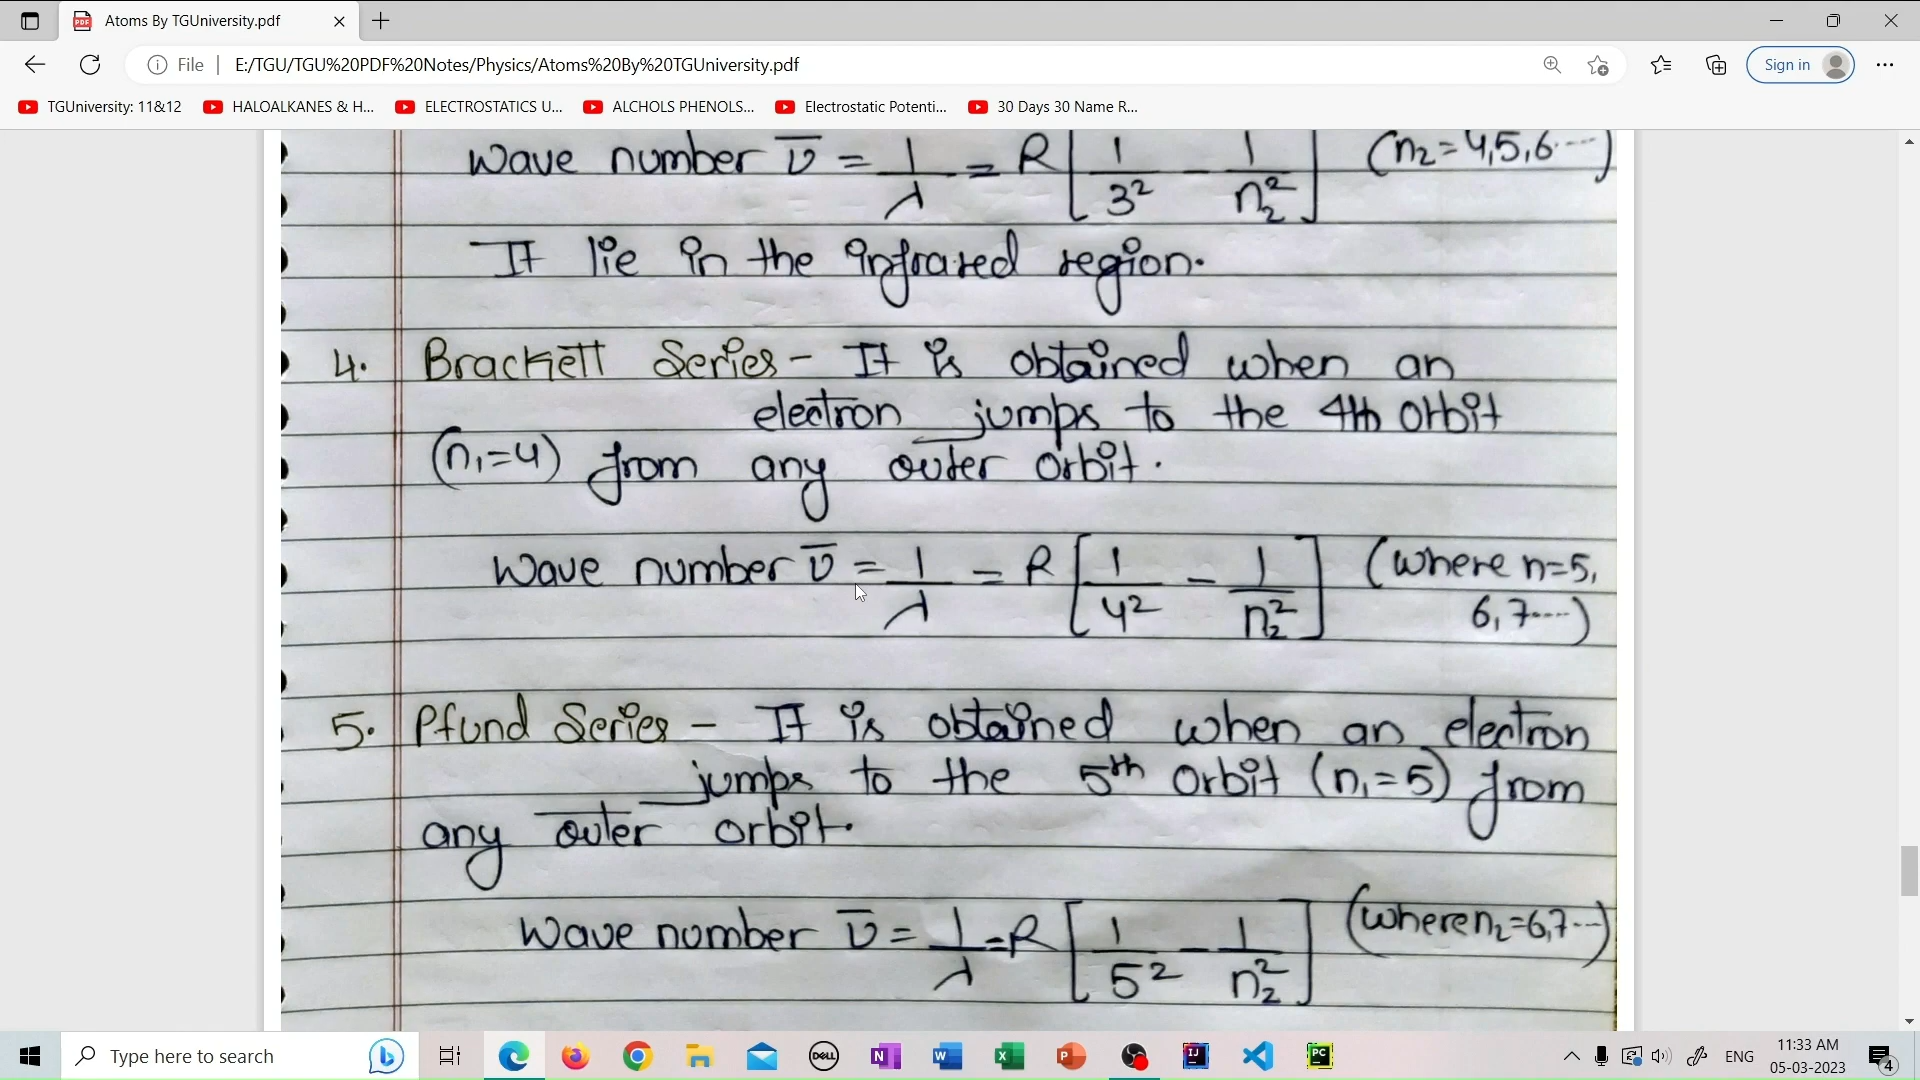 Atoms By TGUniversity.pdf
File | E:/TGU/TGU%20PDF%20Notes/Physics/Atoms%20By%20TGUniversity.pdf
Sign in
TGUniversity: 11&12 HALOALKANES & H... ELECTROSTATICS U... ALCHOLS PHENOLS... Electrostatic Potenti... 30 Days 30 Name R...
Wave number ν̅ = 1/λ = R[1/3² - 1/n₂²] (n₂=4,5,6...)
It lie in the infrared region.
4. Brackett Series - It is obtained when an
electron jumps to the 4th orbit
(n₁=4) from any outer orbit.
Wave number ν̅ = 1/λ = R[1/4² - 1/n₂²] (where n=5,
6,7....)
5. Pfund Series - It is obtained when an electron
jumps to the 5th orbit (n₁=5) from
any outer orbit.
Wave number ν̅ = 1/λ = R[1/5² - 1/n₂²] (where n₂=6,7...)
Type here to search
DELL
N W X P IJ PC
ENG
11:33 AM
05-03-2023
4